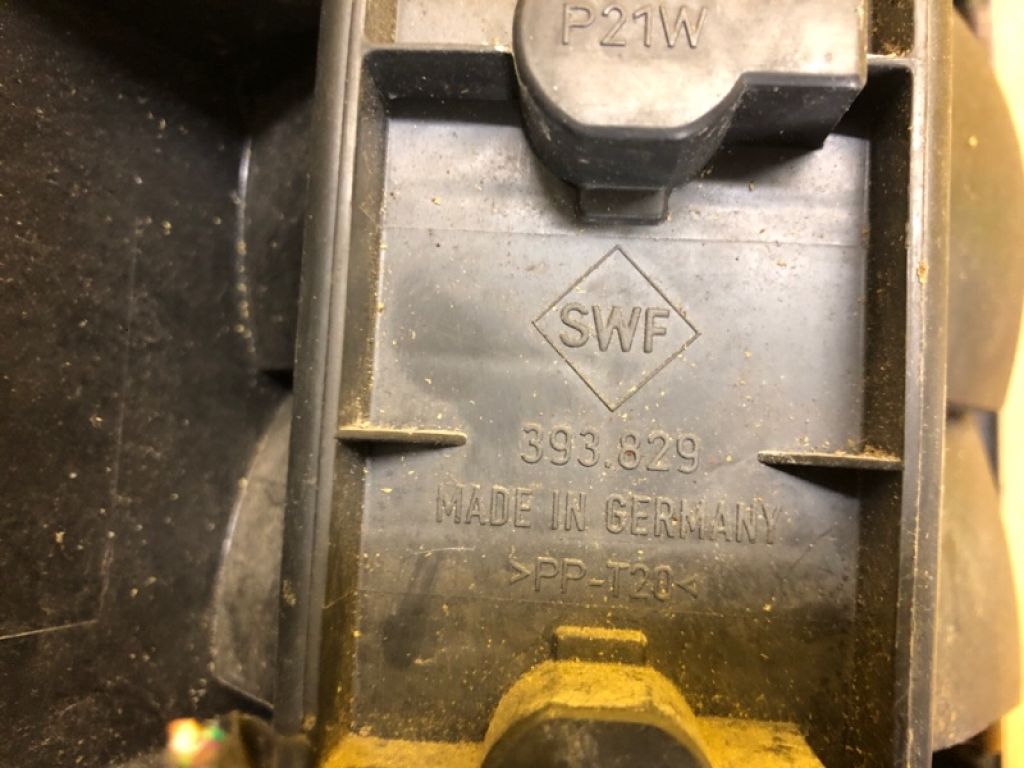 P21W
SWF
393.829
MADE IN GERMANY
>PP-T20<